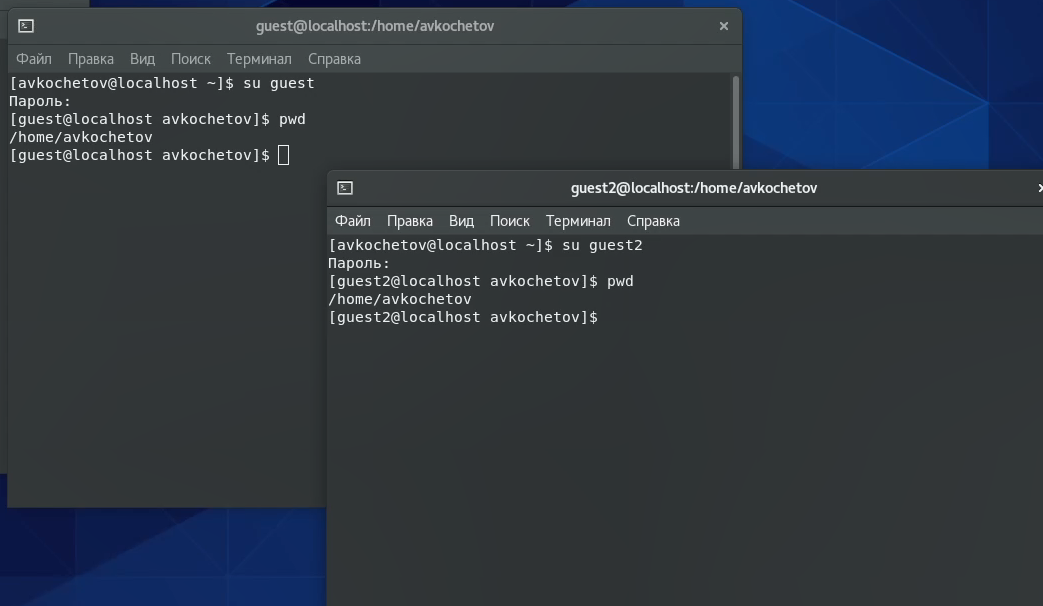 guest@localhost:/home/avkochetov
Файл Правка Вид Поиск Терминал Справка
[avkochetov@localhost ~]$ su guest
Пароль:
[guest@localhost avkochetov]$ pwd
/home/avkochetov
[guest@localhost avkochetov]$
guest2@localhost:/home/avkochetov
Файл Правка Вид Поиск Терминал Справка
[avkochetov@localhost ~]$ su guest2
Пароль:
[guest2@localhost avkochetov]$ pwd
/home/avkochetov
[guest2@localhost avkochetov]$